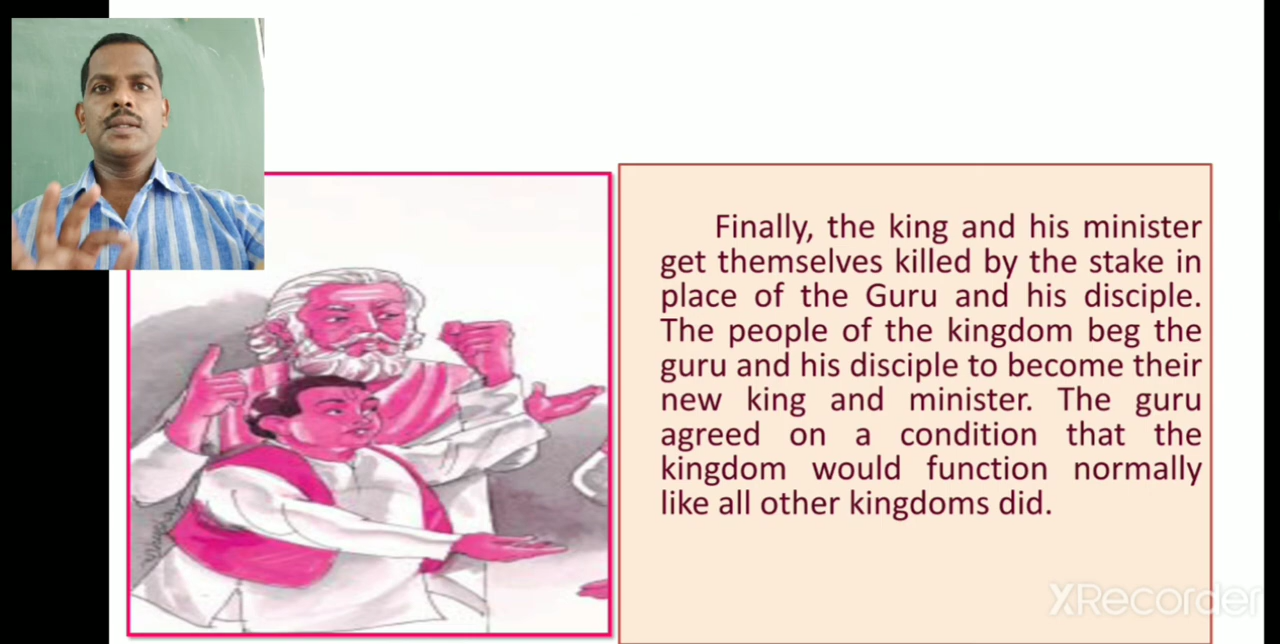 Finally, the king and his minister
get themselves killed by the stake in
place of the Guru and his disciple.
The people of the kingdom beg the
guru and his disciple to become their
new king and minister. The guru
agreed on a condition that the
kingdom would function normally
like all other kingdoms did.
XRecorder